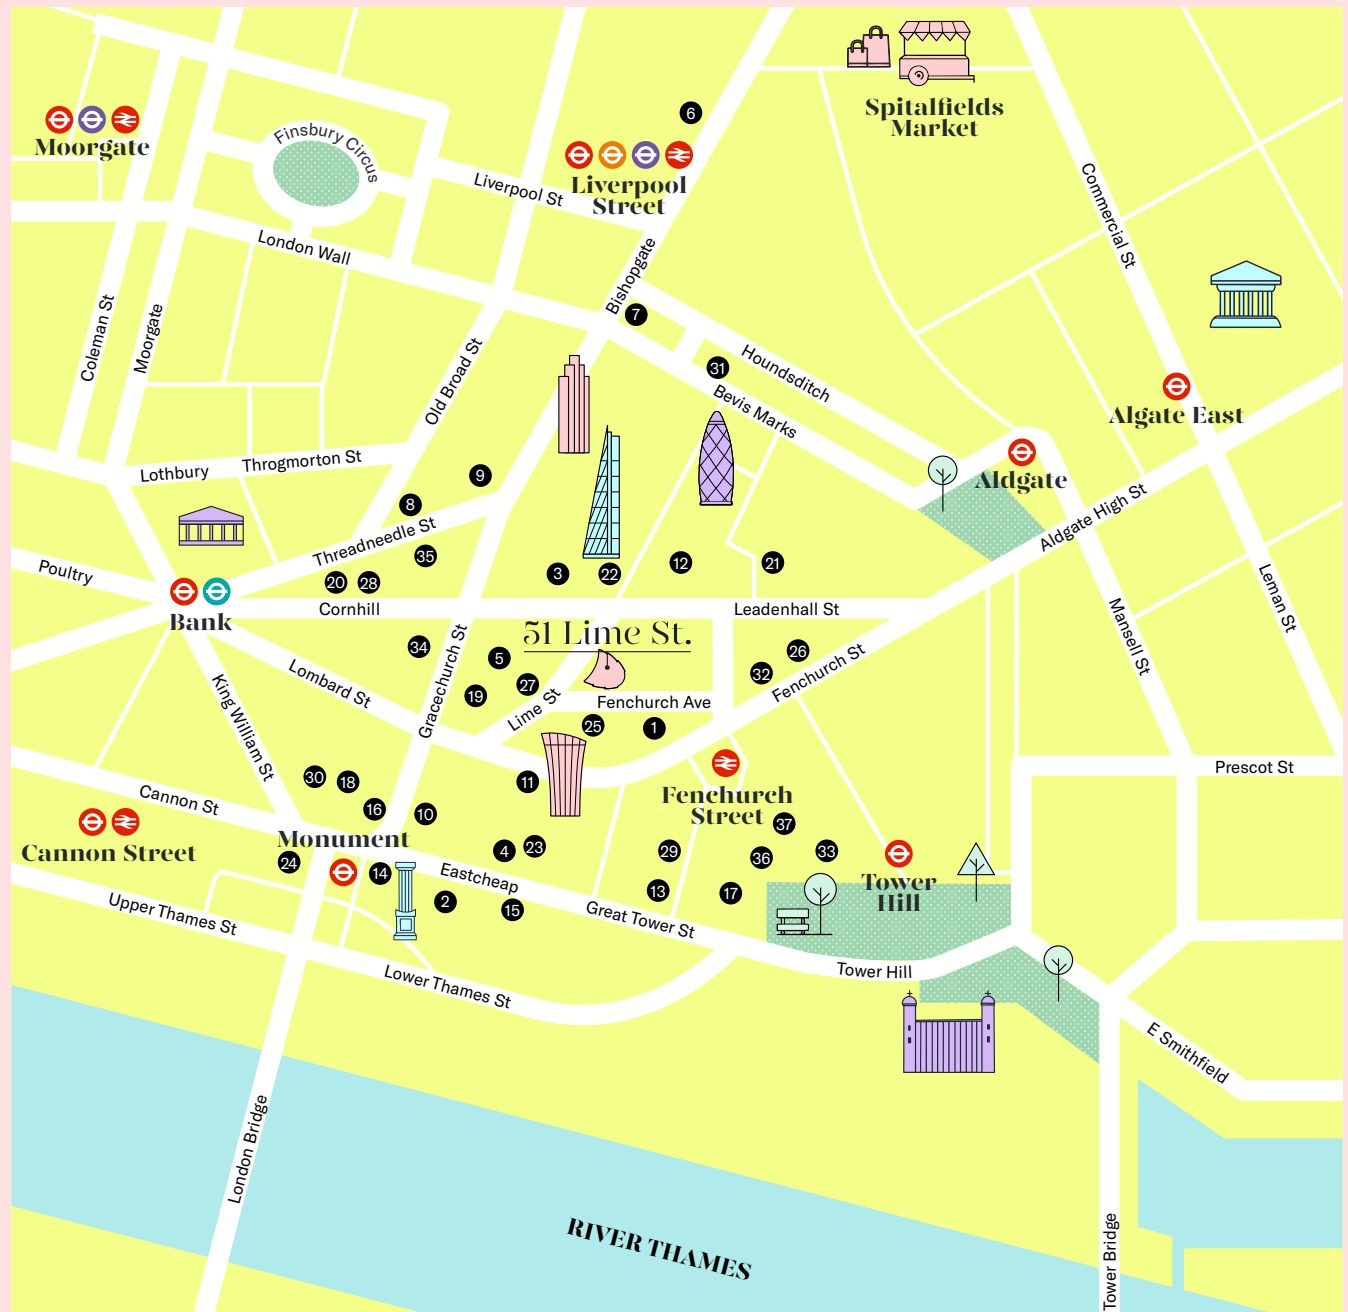 Spitalfields
Market
6
Moorgate
Finsbury Circus
Liverpool
Street
Liverpool St
Commercial St
London Wall
Bishopgate
7
Coleman St
Moorgate
Old Broad St
31
Houndsditch
Bevis Marks
Algate East
Aldgate
Lothbury
Throgmorton St
9
8
Threadneedle St
35
Aldgate High St
Poultry
20
28
3
22
12
21
Bank
Cornhill
Leadenhall St
Leman St
Mansell St
34
51 Lime St.
5
26
32
Fenchurch St
Lombard St
Gracechurch St
19
27
Lime St
Fenchurch Ave
25
1
King William St
30
18
16
10
11
Fenchurch
Street
Prescot St
Cannon St
Cannon Street
Monument
24
14
4
23
29
37
36
33
Tower
Hill
Eastcheap
2
15
13
17
Great Tower St
Upper Thames St
Lower Thames St
Tower Hill
E Smithfield
London Bridge
RIVER THAMES
Tower Bridge